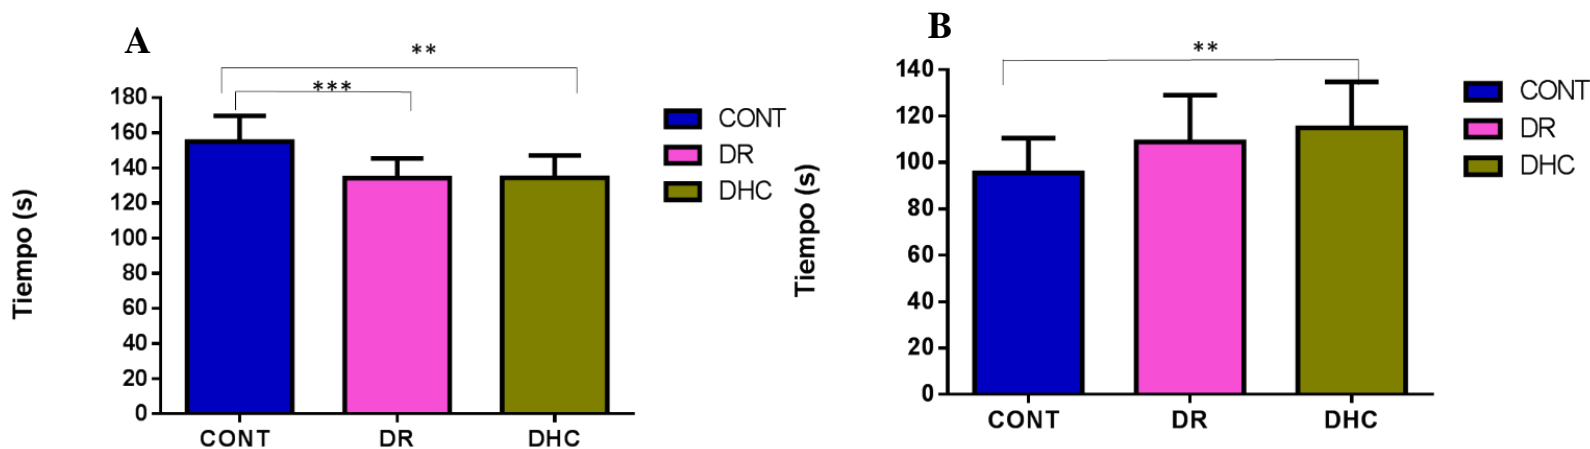 A
**
***
180
160
140
120
100
80
60
40
20
0
Tiempo (s)
CONT
DR
DHC
CONT
DR
DHC
B
**
140
120
100
80
60
40
20
0
Tiempo (s)
CONT
DR
DHC
CONT
DR
DHC